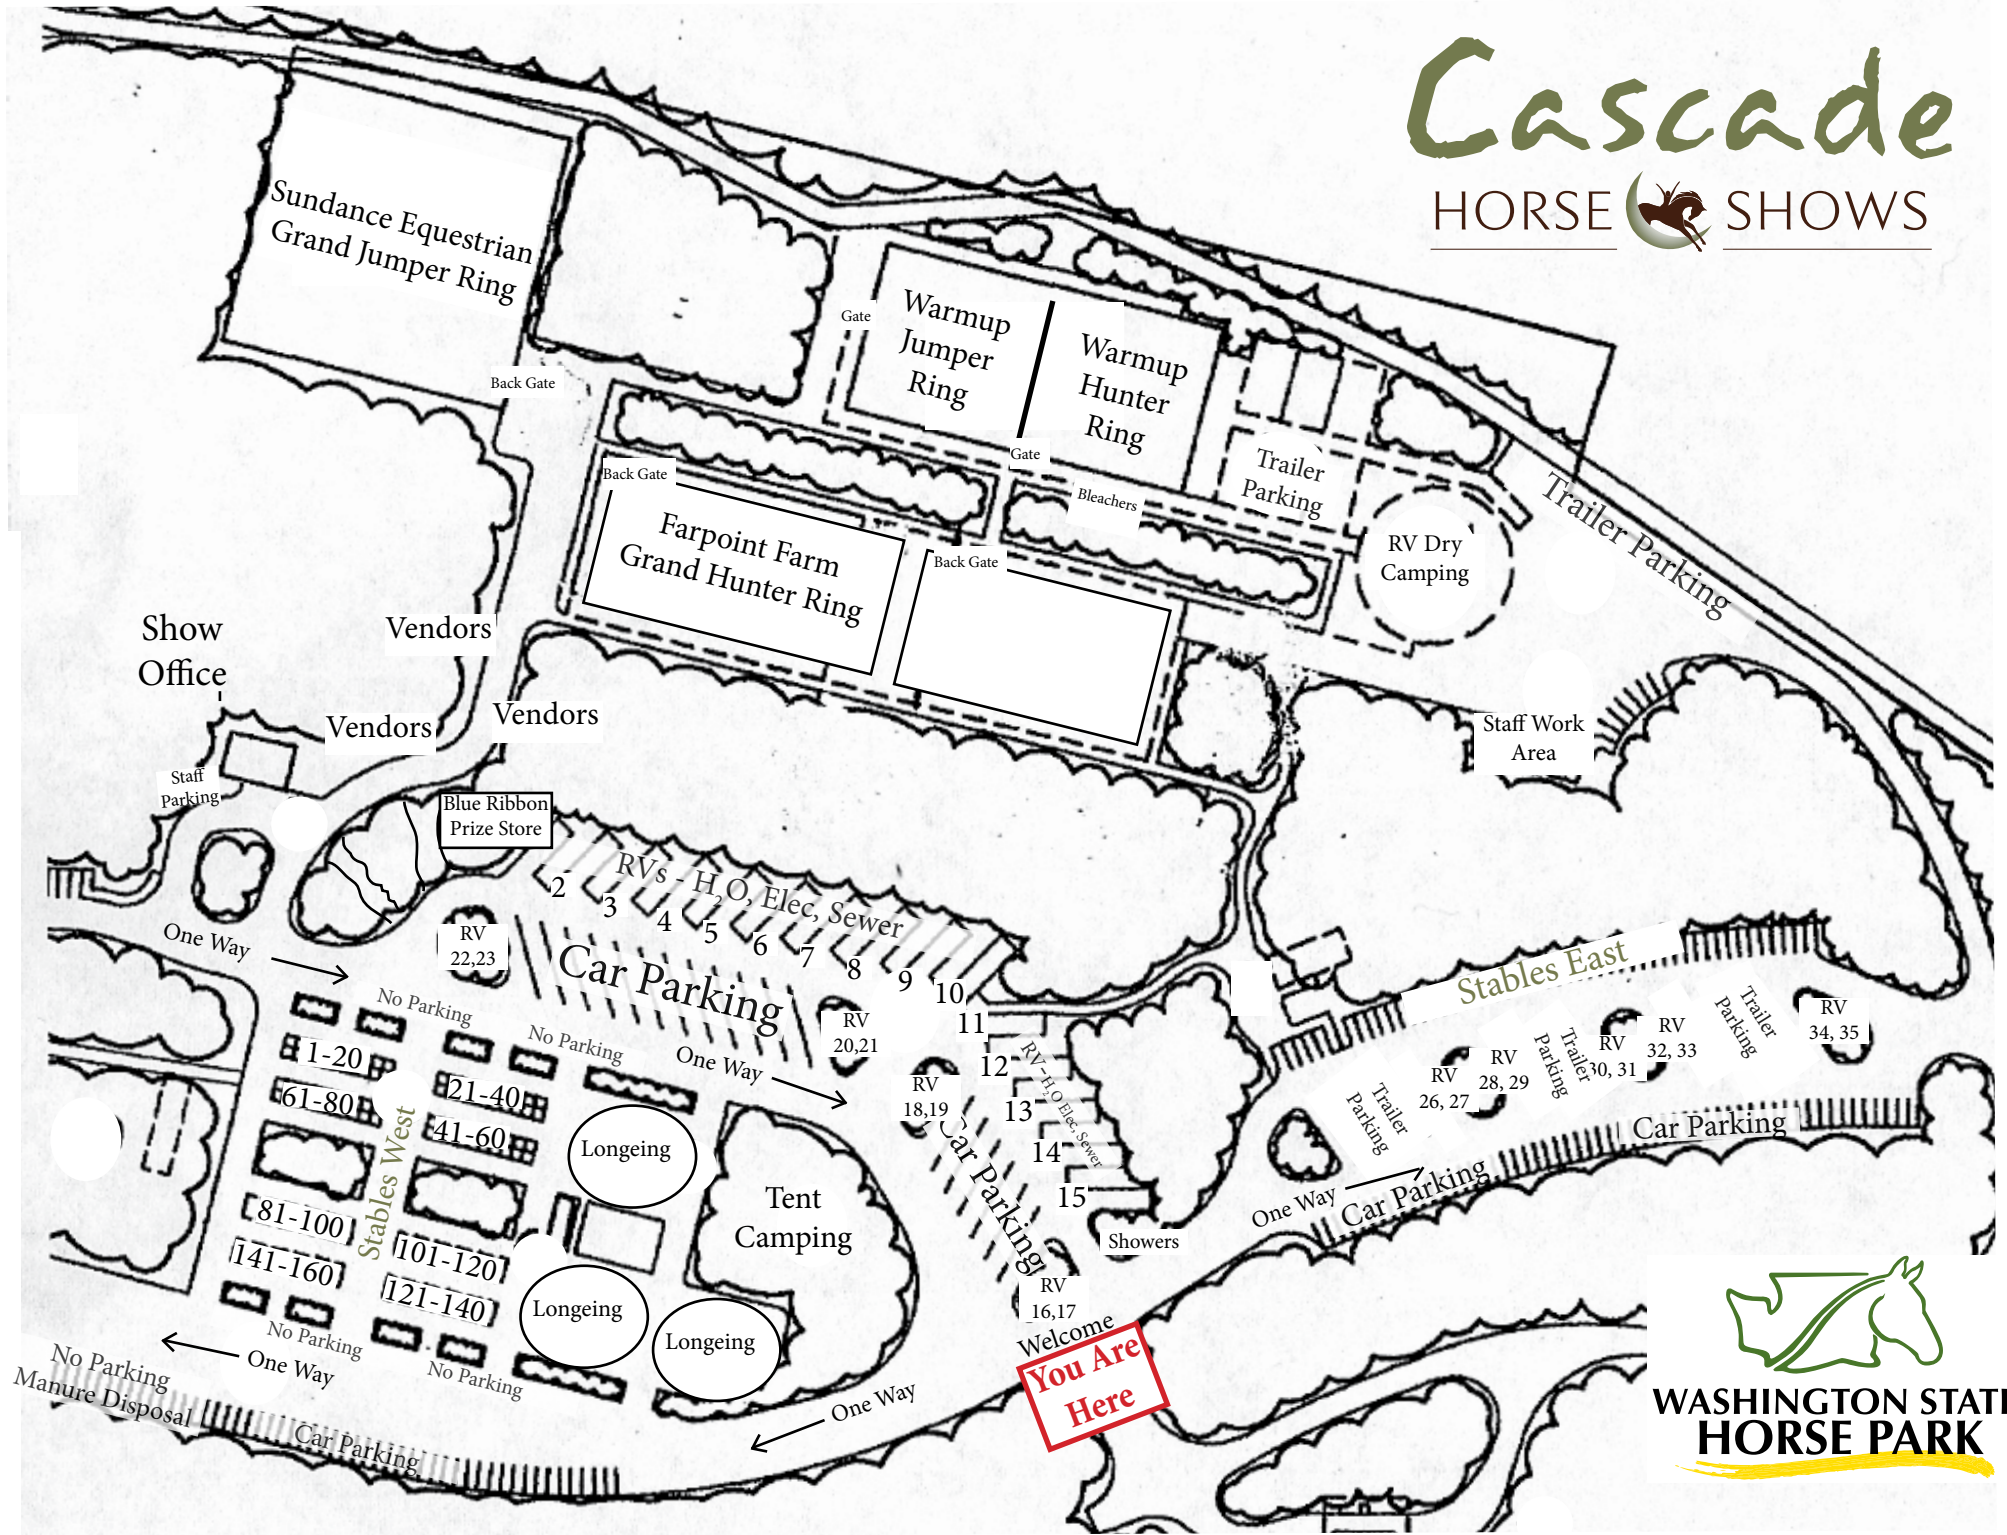 Cascade
HORSE SHOWS
Sundance Equestrian
Grand Jumper Ring
Gate
Warmup
Jumper
Ring
Warmup
Hunter
Ring
Back Gate
Gate
Back Gate
Bleachers
Trailer
Parking
Trailer Parking
Farpoint Farm
Grand Hunter Ring
Back Gate
RV Dry
Camping
Show
Office
Vendors
Vendors
Vendors
Staff Work
Area
Staff
Parking
Blue Ribbon
Prize Store
RVs - H2O, Elec, Sewer
2
3
4
5
6
7
8
9
10
11
12
13
14
15
RV-H2O Elec, Sewer
One Way
RV
22,23
Car Parking
No Parking
No Parking
One Way
RV
20,21
RV
18,19
Car Parking
Stables East
Trailer
Parking
RV
26, 27
RV
28, 29
Trailer
Parking
RV
30, 31
RV
32, 33
Trailer
Parking
RV
34, 35
Car Parking
Car Parking
One Way
Showers
1-20
21-40
61-80
41-60
Stables West
81-100
101-120
141-160
121-140
Longeing
Longeing
Longeing
Tent
Camping
RV
16,17
Welcome
You Are
Here
No Parking
No Parking
One Way
One Way
No Parking
Manure Disposal
Car Parking
WASHINGTON STATE
HORSE PARK